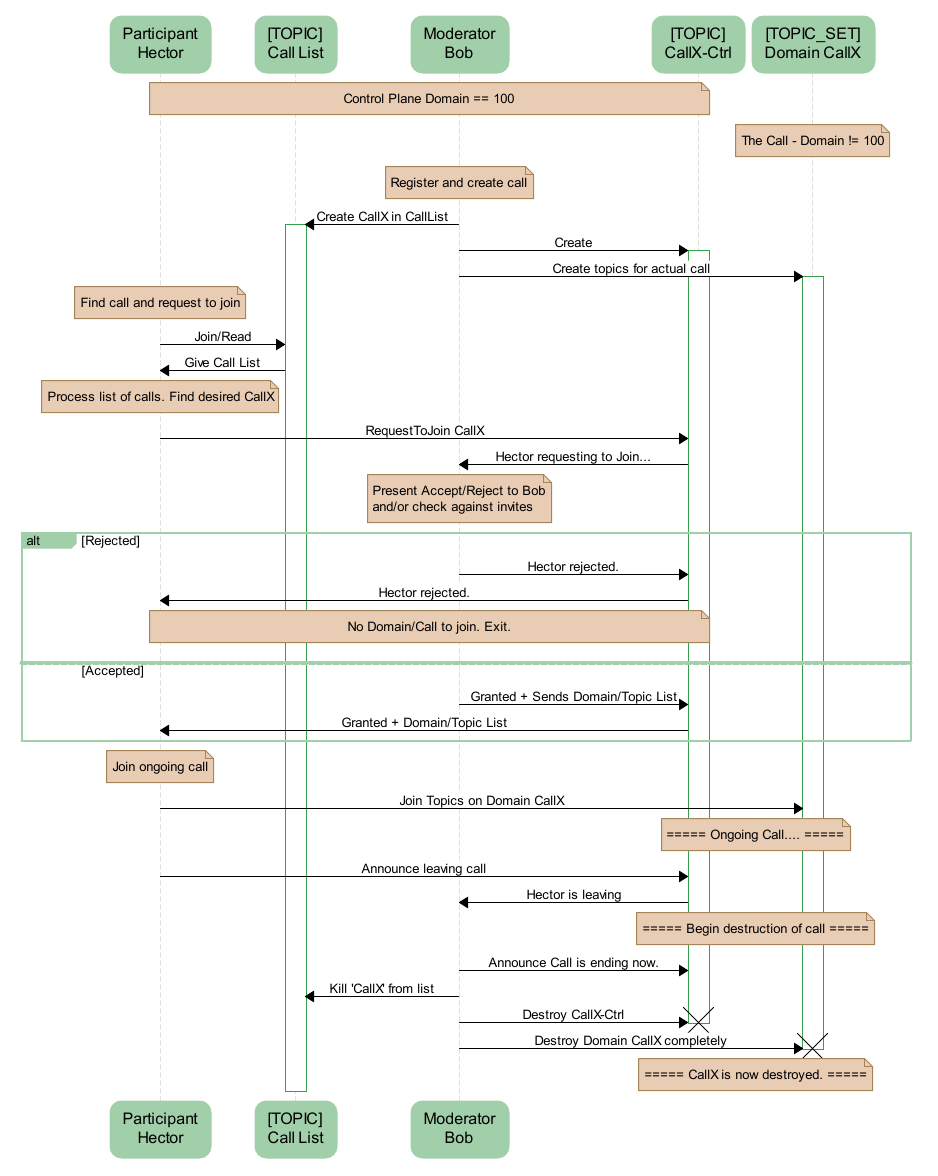 Participant
Hector
[TOPIC]
Call List
Moderator
Bob
[TOPIC]
CallX-Ctrl
[TOPIC_SET]
Domain CallX
Control Plane Domain == 100
The Call - Domain != 100
Register and create call
Create CallX in CallList
Create
Create topics for actual call
Find call and request to join
Join/Read
Give Call List
Process list of calls. Find desired CallX
RequestToJoin CallX
Hector requesting to Join...
Present Accept/Reject to Bob
and/or check against invites
alt [Rejected]
Hector rejected.
Hector rejected.
No Domain/Call to join. Exit.
[Accepted]
Granted + Sends Domain/Topic List
Granted + Domain/Topic List
Join ongoing call
Join Topics on Domain CallX
===== Ongoing Call.... =====
Announce leaving call
Hector is leaving
===== Begin destruction of call =====
Announce Call is ending now.
Kill 'CallX' from list
Destroy CallX-Ctrl
Destroy Domain CallX completely
===== CallX is now destroyed. =====
Participant
Hector
[TOPIC]
Call List
Moderator
Bob